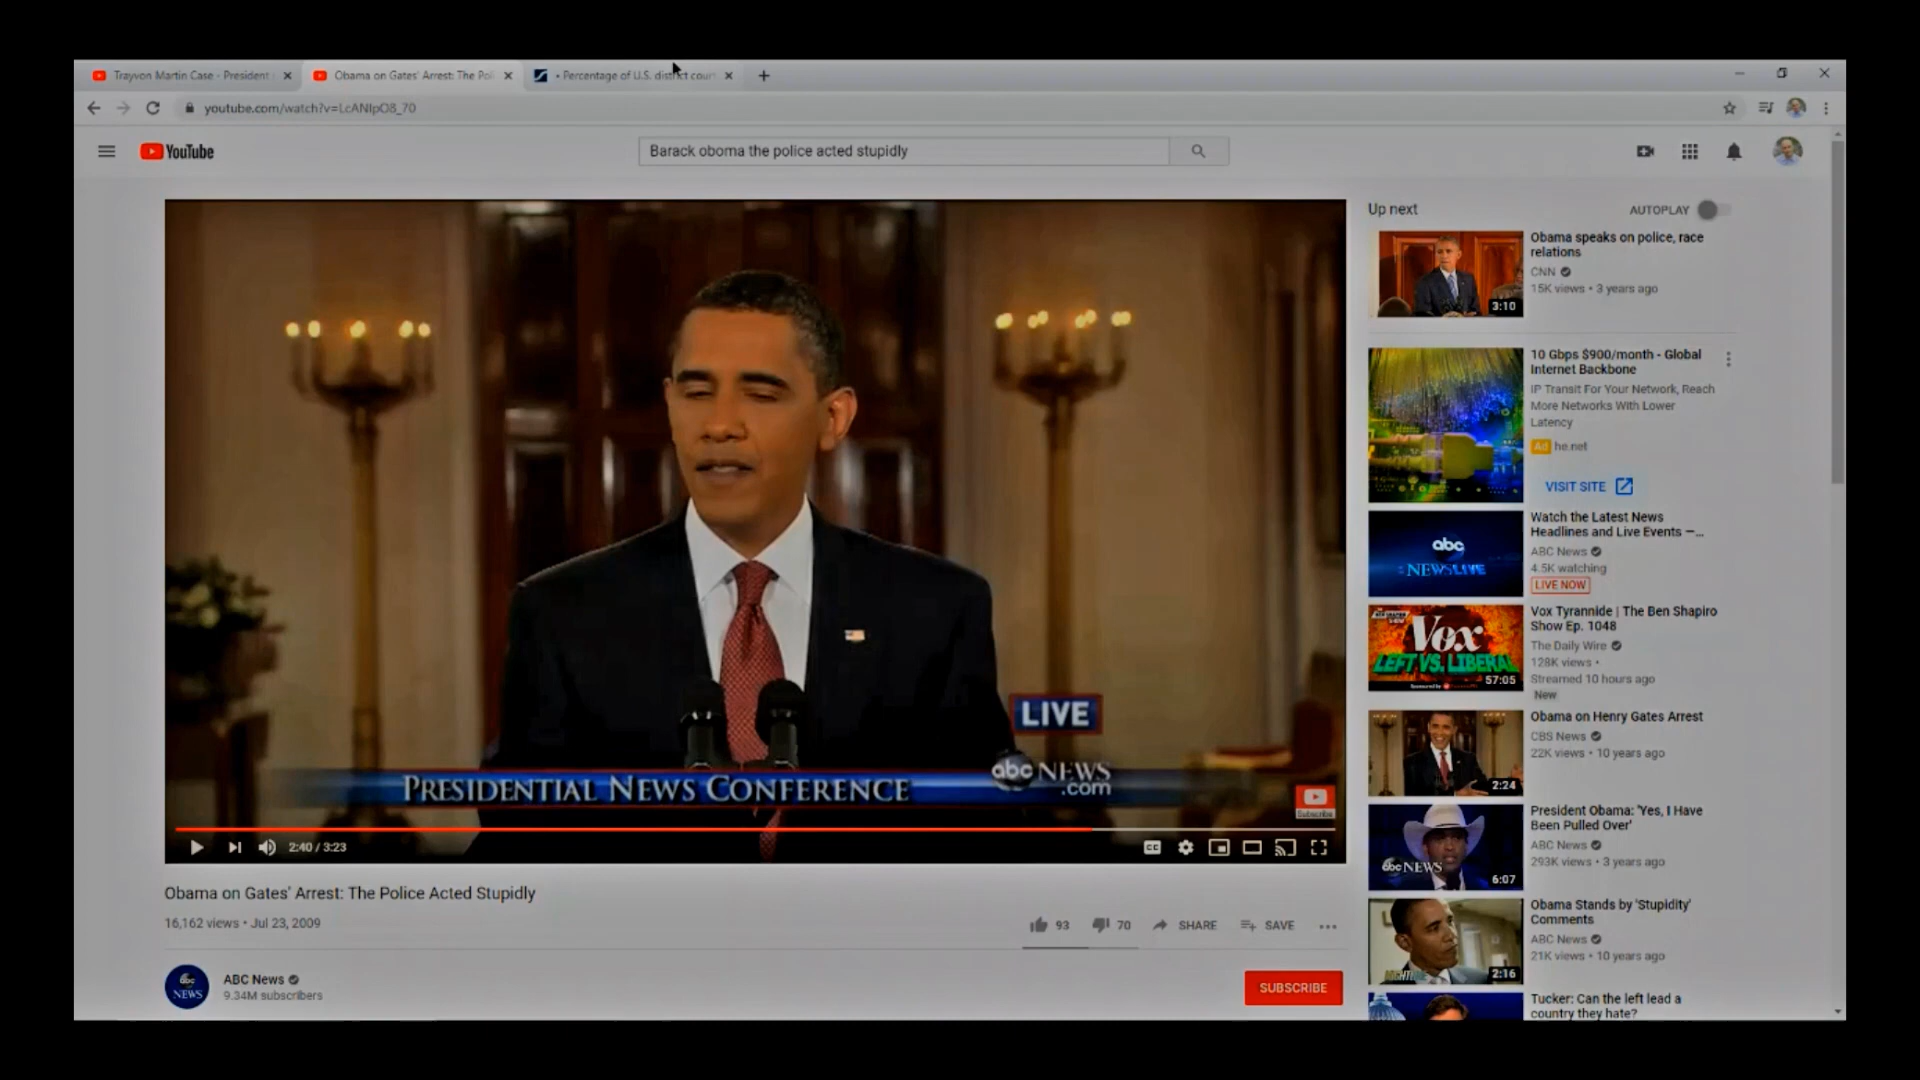 Trayvon Martin Case - President
Obama on Gates' Arrest: The Pol
• Percentage of U.S. district court
youtube.com/watch?v=LcANlpO8_70
YouTube
Barack oboma the police acted stupidly
LIVE
PRESIDENTIAL NEWS CONFERENCE
abc NEWS
.com
Subscribe
2:40 / 3:23
CC
Obama on Gates' Arrest: The Police Acted Stupidly
16,162 views • Jul 23, 2009
93
70
SHARE
SAVE
abc
NEWS
ABC News
9.34M subscribers
SUBSCRIBE
Up next
AUTOPLAY
3:10
Obama speaks on police, race
relations
CNN
15K views • 3 years ago
10 Gbps $900/month - Global
Internet Backbone
IP Transit For Your Network, Reach
More Networks With Lower
Latency
Ad he.net
VISIT SITE
abc
NEWSLIVE
Watch the Latest News
Headlines and Live Events —...
ABC News
4.5K watching
LIVE NOW
Vox
LEFT VS. LIBERAL
57:05
Vox Tyrannide | The Ben Shapiro
Show Ep. 1048
The Daily Wire
128K views •
Streamed 10 hours ago
New
2:24
Obama on Henry Gates Arrest
CBS News
22K views • 10 years ago
abc NEWS
6:07
President Obama: 'Yes, I Have
Been Pulled Over'
ABC News
293K views • 3 years ago
2:16
Obama Stands by 'Stupidity'
Comments
ABC News
21K views • 10 years ago
Tucker: Can the left lead a
country they hate?